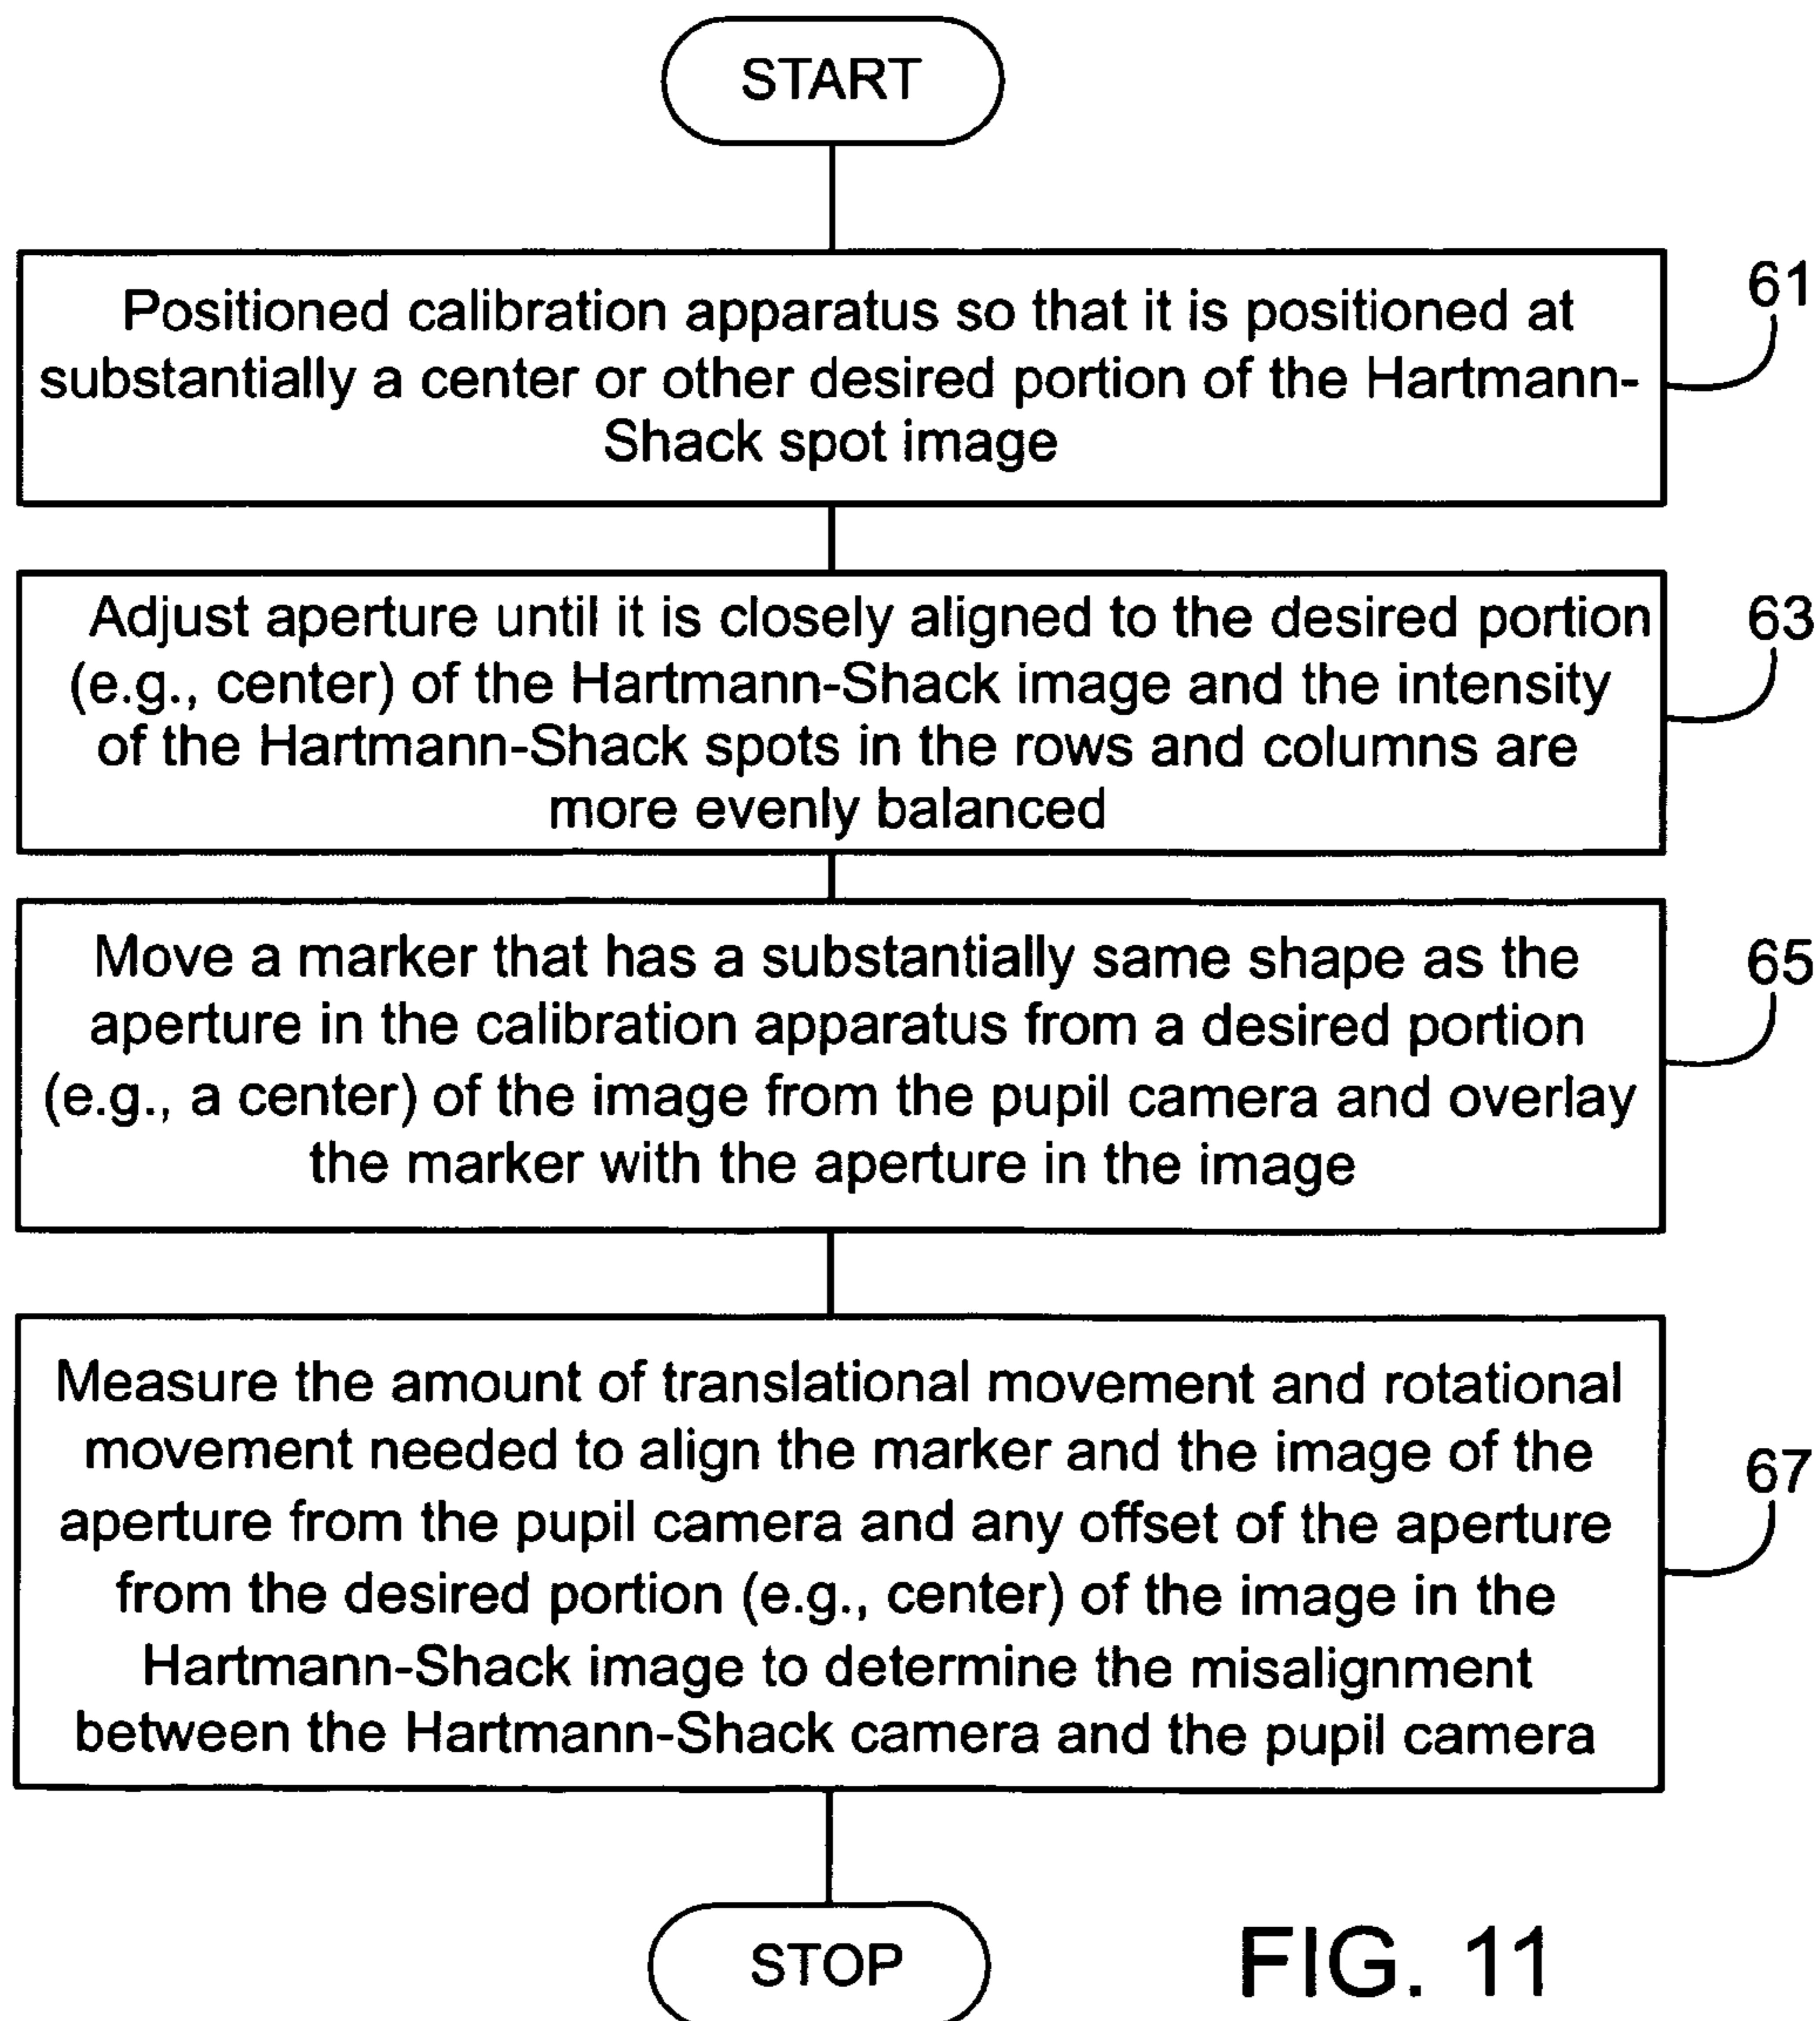 START
Positioned calibration apparatus so that it is positioned at
substantially a center or other desired portion of the Hartmann-
Shack spot image
61
Adjust aperture until it is closely aligned to the desired portion
(e.g., center) of the Hartmann-Shack image and the intensity
of the Hartmann-Shack spots in the rows and columns are
more evenly balanced
63
Move a marker that has a substantially same shape as the
aperture in the calibration apparatus from a desired portion
(e.g., a center) of the image from the pupil camera and overlay
the marker with the aperture in the image
65
Measure the amount of translational movement and rotational
movement needed to align the marker and the image of the
aperture from the pupil camera and any offset of the aperture
from the desired portion (e.g., center) of the image in the
Hartmann-Shack image to determine the misalignment
between the Hartmann-Shack camera and the pupil camera
67
STOP
FIG. 11